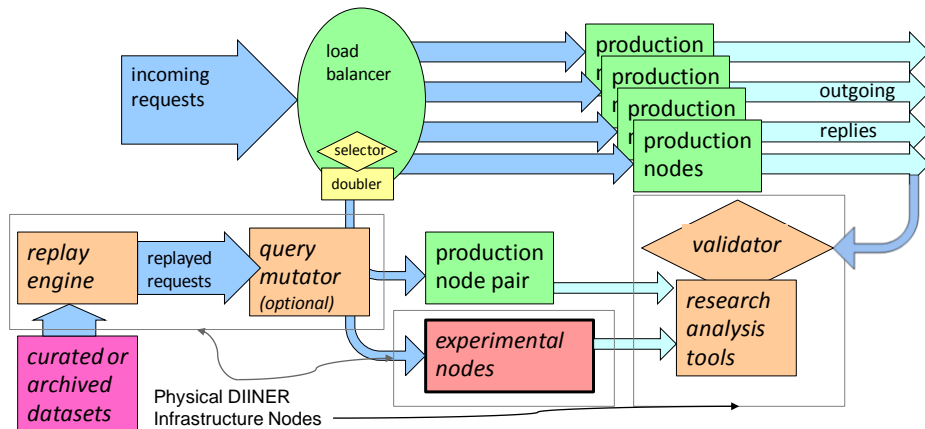 incoming
requests
load
balancer
selector
doubler
production
n
production
n
production
n
production
nodes
outgoing
replies
replay
engine
replayed
requests
query
mutator
(optional)
production
node pair
validator
research
analysis
tools
experimental
nodes
curated or
archived
datasets
Physical DIINER
Infrastructure Nodes